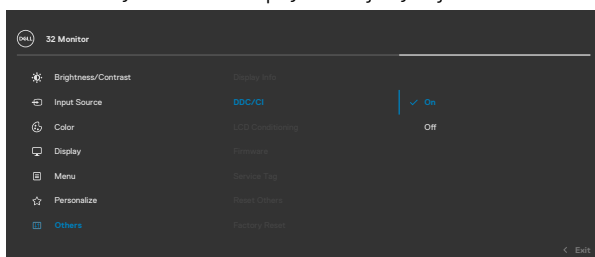 DELL
32 Monitor
Brightness/Contrast
Display Info
Input Source
DDC/CI
✓ On
Color
LCD Conditioning
Off
Display
Firmware
Menu
Service Tag
Personalize
Reset Others
Others
Factory Reset
< Exit